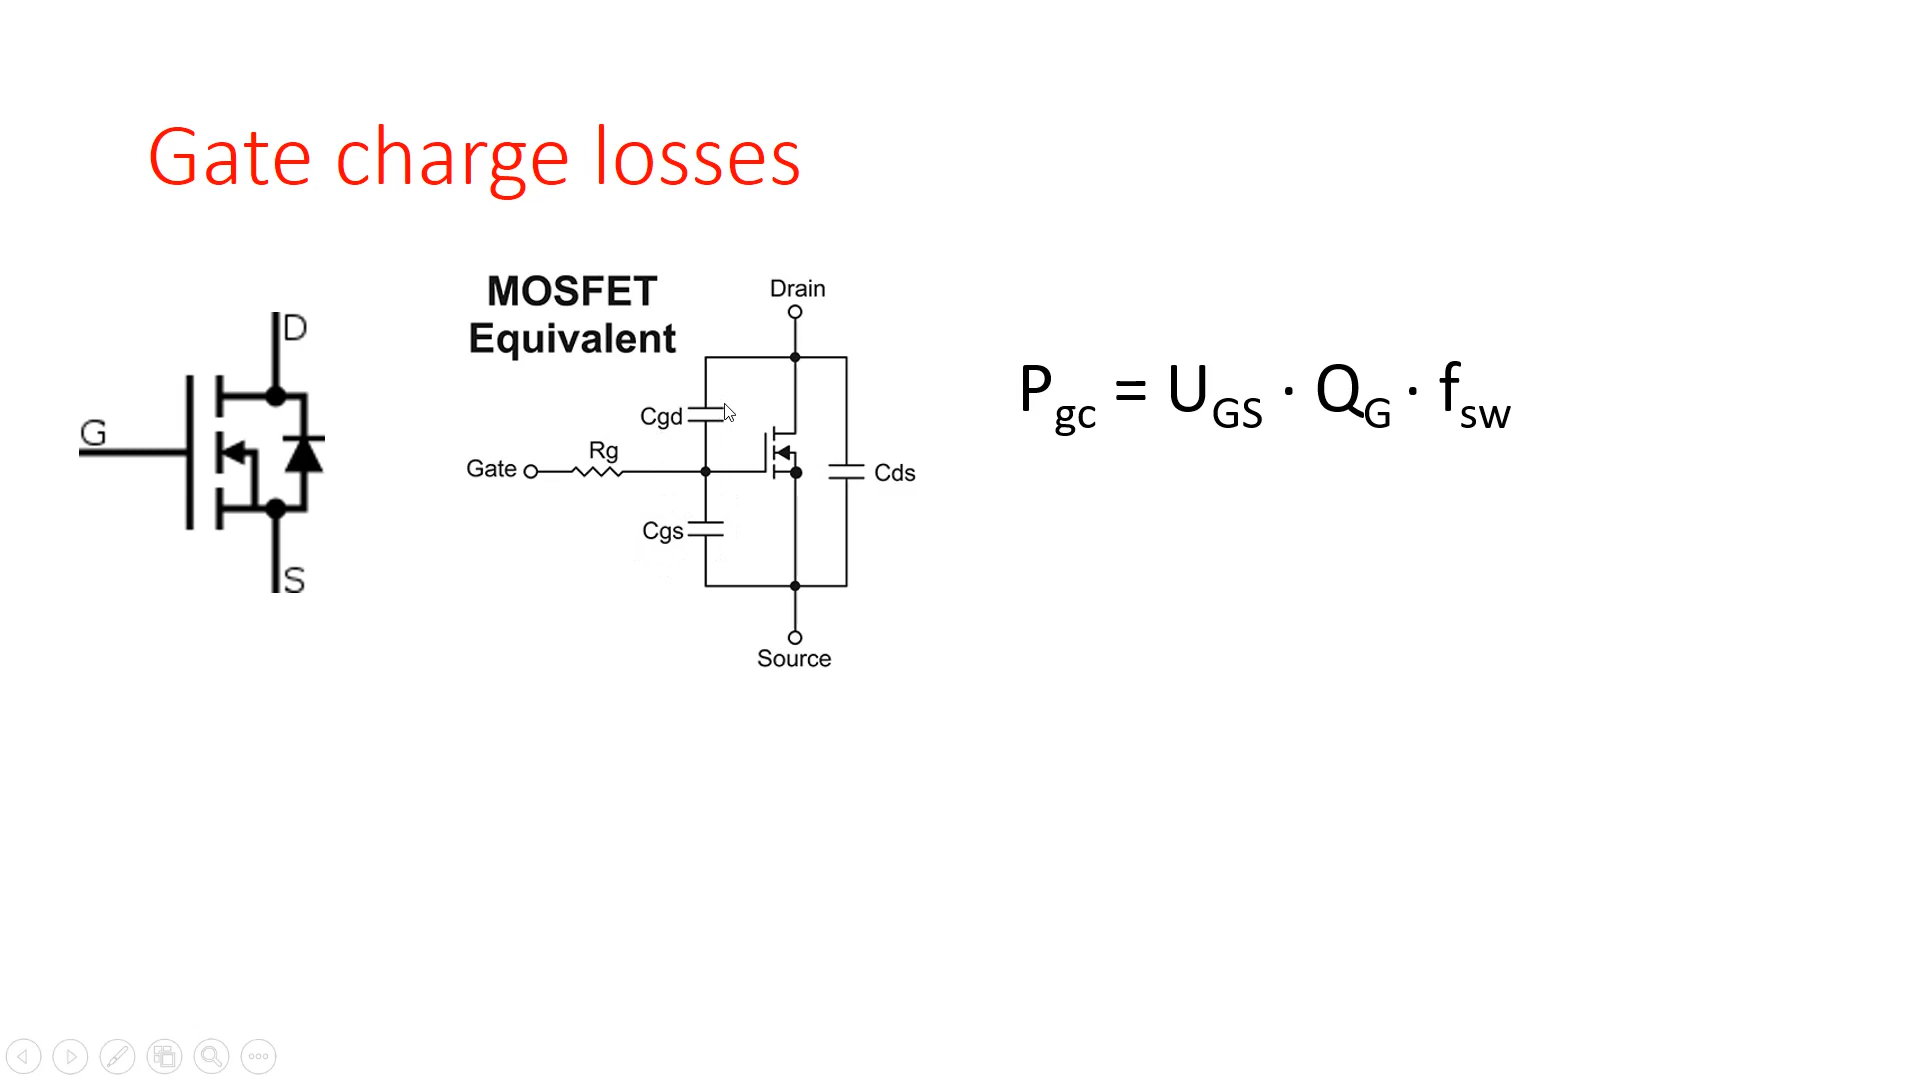 Gate charge losses
D
G
S
MOSFET
Equivalent
Drain
Cgd
Rg
Gate
Cds
Cgs
Source
Pgc = UGS · QG · fsw